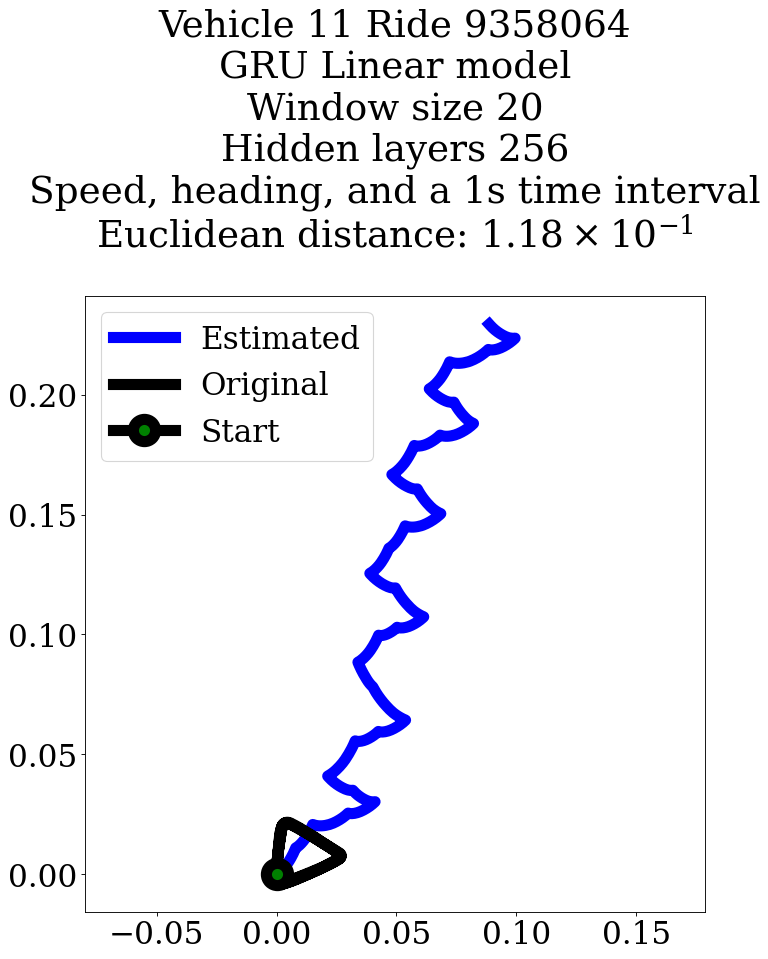 Vehicle 11 Ride 9358064
GRU Linear model
Window size 20
Hidden layers 256
Speed, heading, and a 1s time interval
Euclidean distance: 1.18 × 10⁻¹
Estimated
Original
Start
0.20
0.15
0.10
0.05
0.00
−0.05 0.00 0.05 0.10 0.15